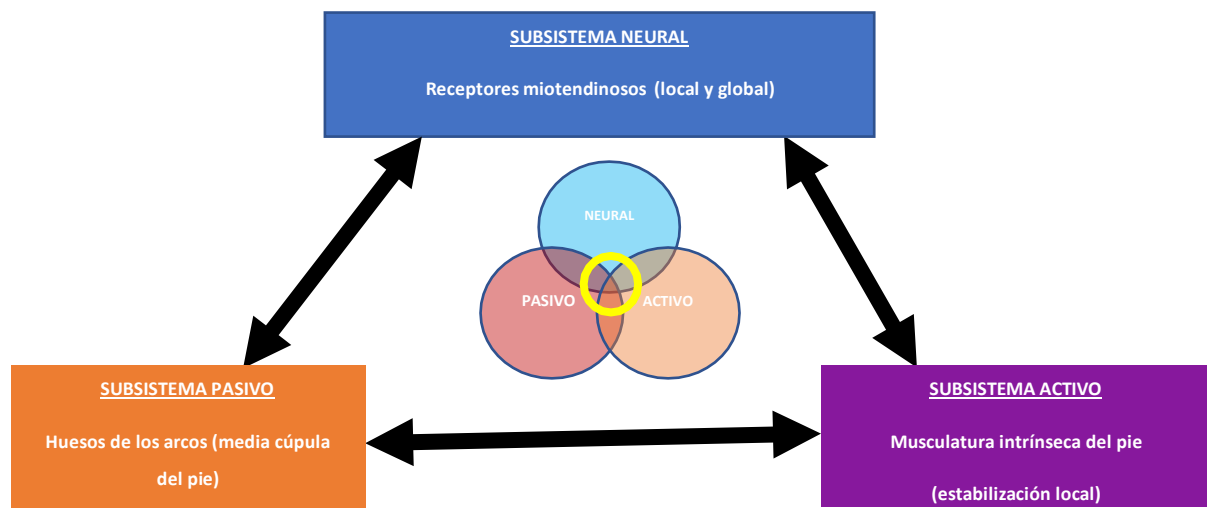 SUBSISTEMA NEURAL
Receptores miotendinosos (local y global)
NEURAL
PASIVO
ACTIVO
SUBSISTEMA PASIVO
Huesos de los arcos (media cúpula
del pie)
SUBSISTEMA ACTIVO
Musculatura intrínseca del pie
(estabilización local)